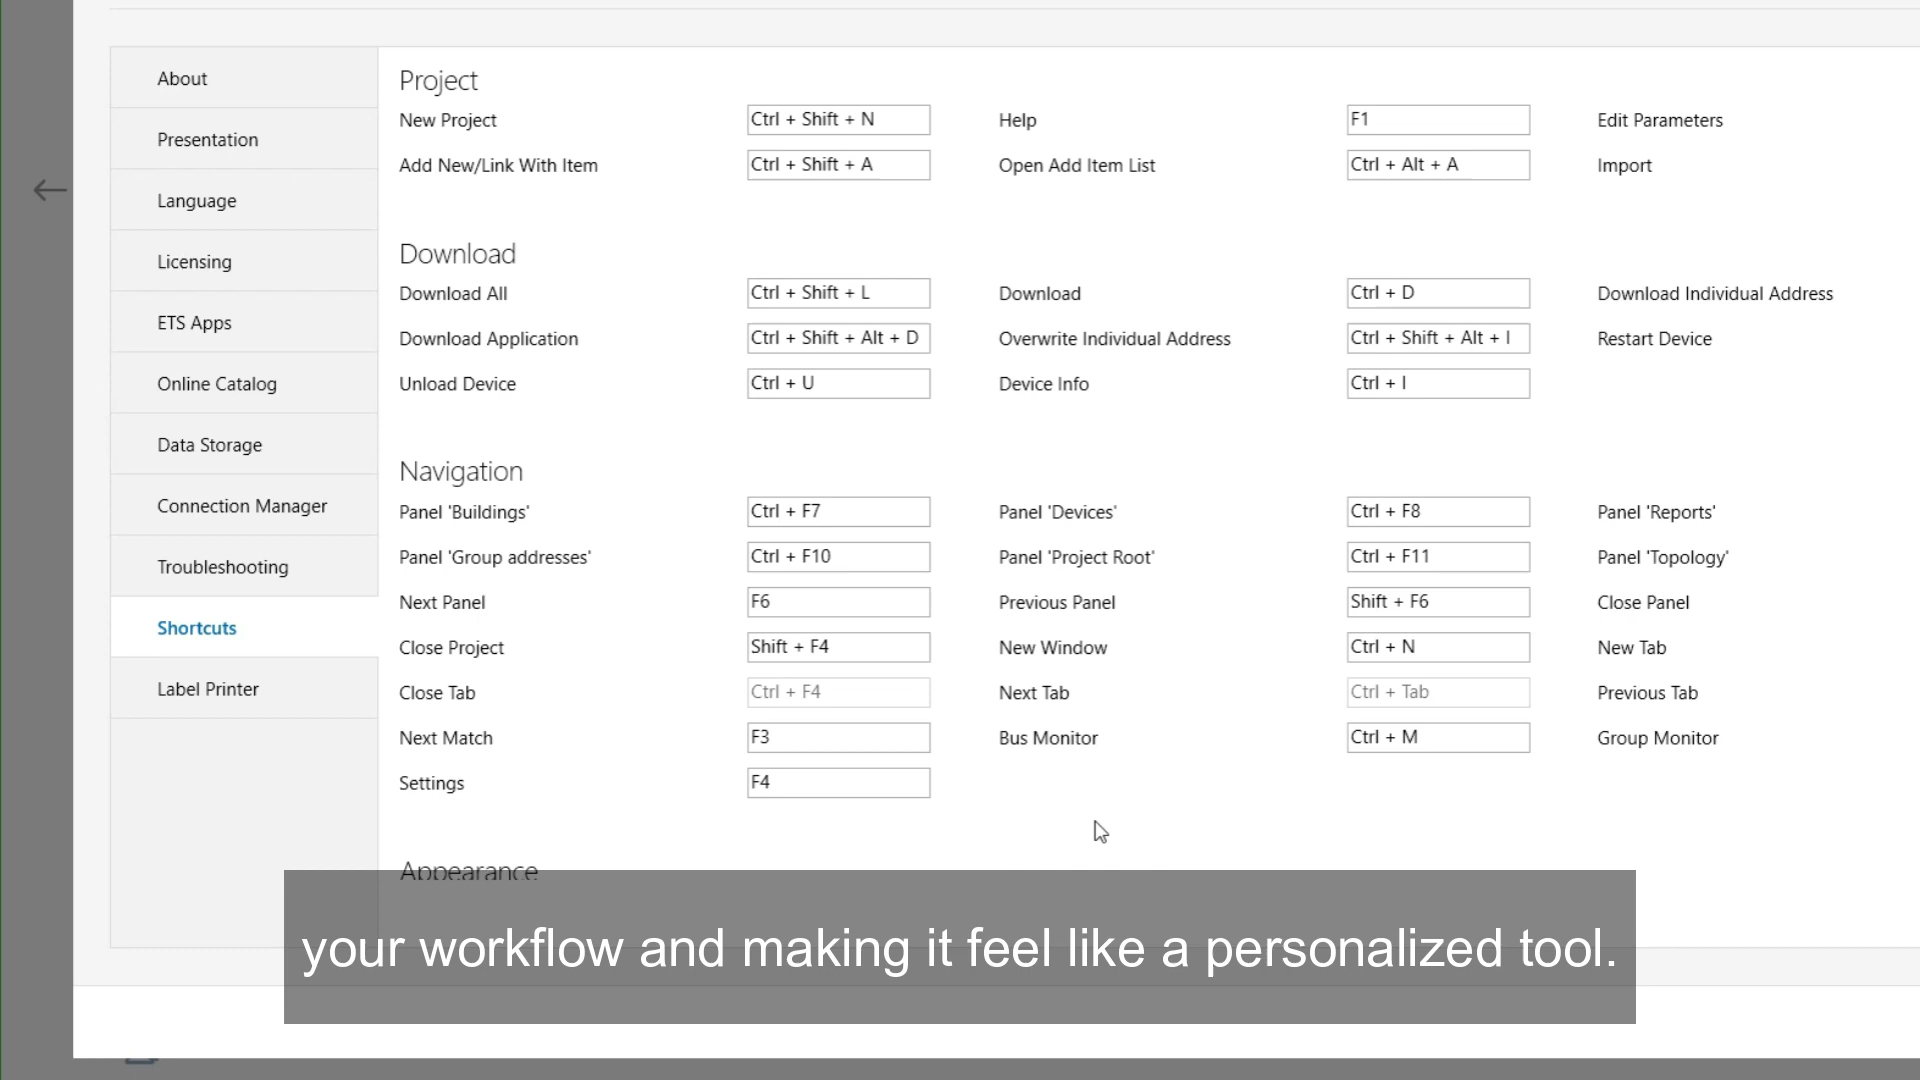 About
Presentation
Language
Licensing
ETS Apps
Online Catalog
Data Storage
Connection Manager
Troubleshooting
Shortcuts
Label Printer
Project
New Project Ctrl + Shift + N Help F1 Edit Parameters
Add New/Link With Item Ctrl + Shift + A Open Add Item List Ctrl + Alt + A Import
Download
Download All Ctrl + Shift + L Download Ctrl + D Download Individual Address
Download Application Ctrl + Shift + Alt + D Overwrite Individual Address Ctrl + Shift + Alt + I Restart Device
Unload Device Ctrl + U Device Info Ctrl + I
Navigation
Panel 'Buildings' Ctrl + F7 Panel 'Devices' Ctrl + F8 Panel 'Reports'
Panel 'Group addresses' Ctrl + F10 Panel 'Project Root' Ctrl + F11 Panel 'Topology'
Next Panel F6 Previous Panel Shift + F6 Close Panel
Close Project Shift + F4 New Window Ctrl + N New Tab
Close Tab Ctrl + F4 Next Tab Ctrl + Tab Previous Tab
Next Match F3 Bus Monitor Ctrl + M Group Monitor
Settings F4
Appearance
your workflow and making it feel like a personalized tool.